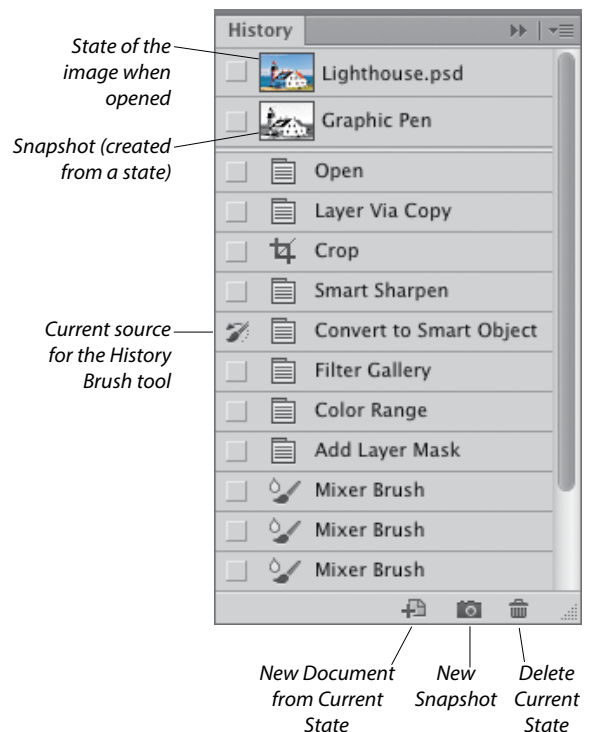 History
State of the
image when
opened
Lighthouse.psd
Graphic Pen
Snapshot (created
from a state)
Open
Layer Via Copy
Crop
Smart Sharpen
Current source
for the History
Brush tool
Convert to Smart Object
Filter Gallery
Color Range
Add Layer Mask
Mixer Brush
Mixer Brush
Mixer Brush
New Document
from Current
State
New
Snapshot
Delete
Current
State